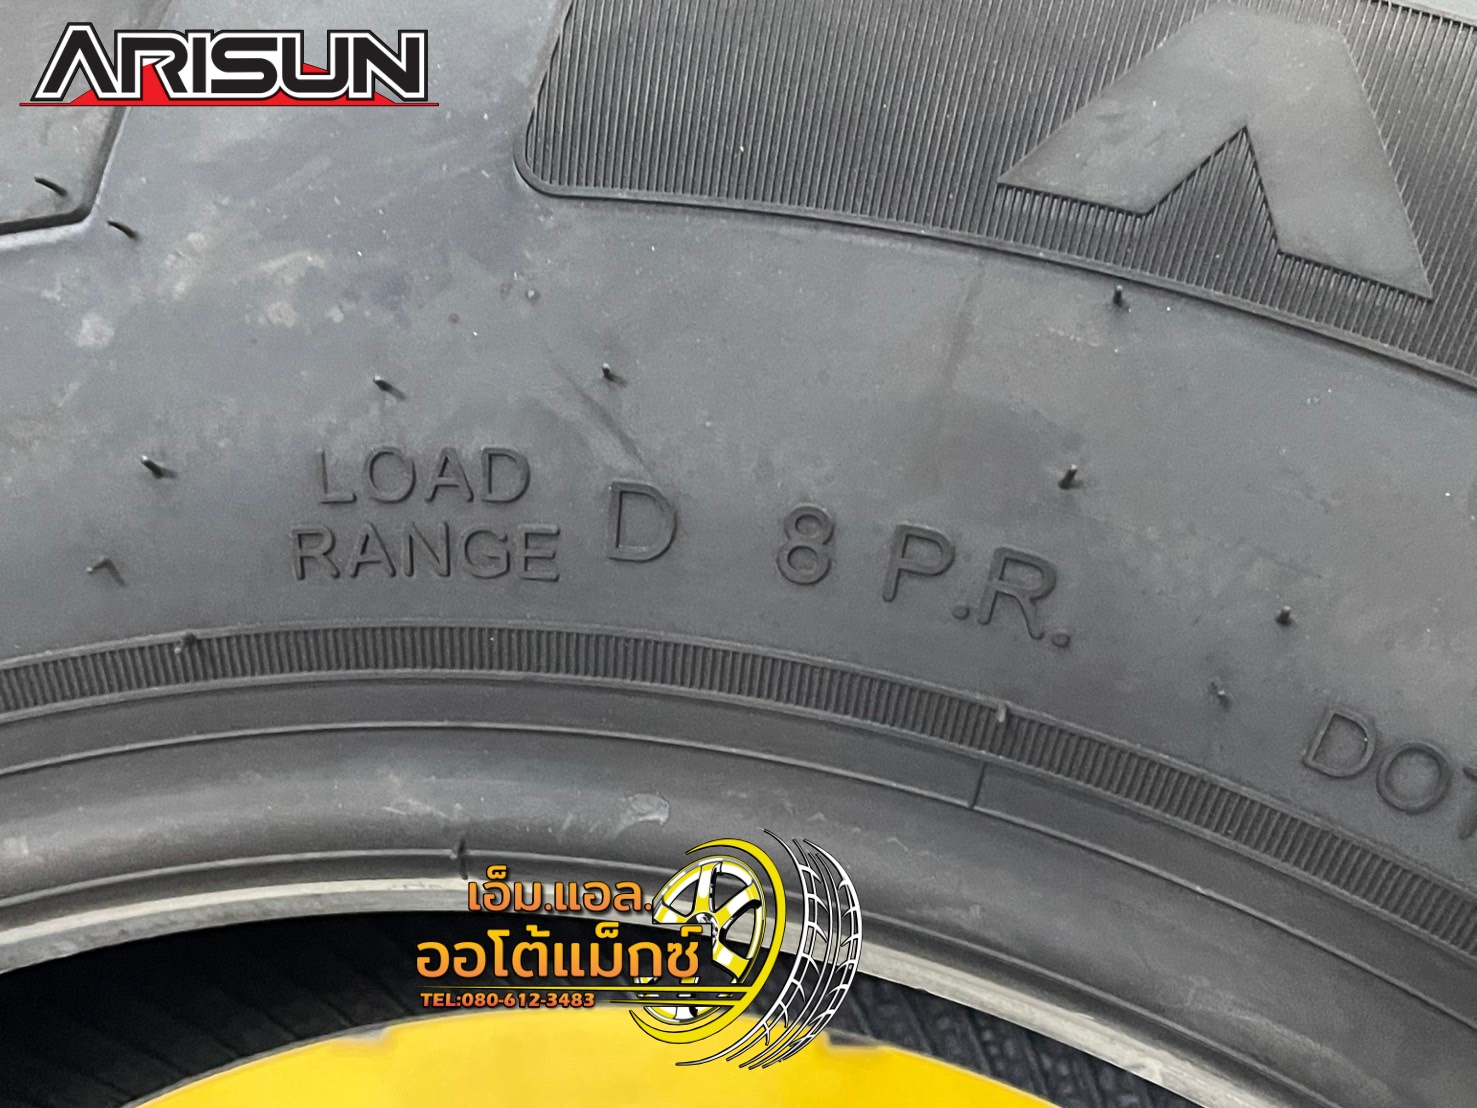 ARISUN
LOAD
RANGE D 8 P.R.
DOT
เอ็ม.แอล.
ออโต้แม็กซ์
TEL:080-612-3483